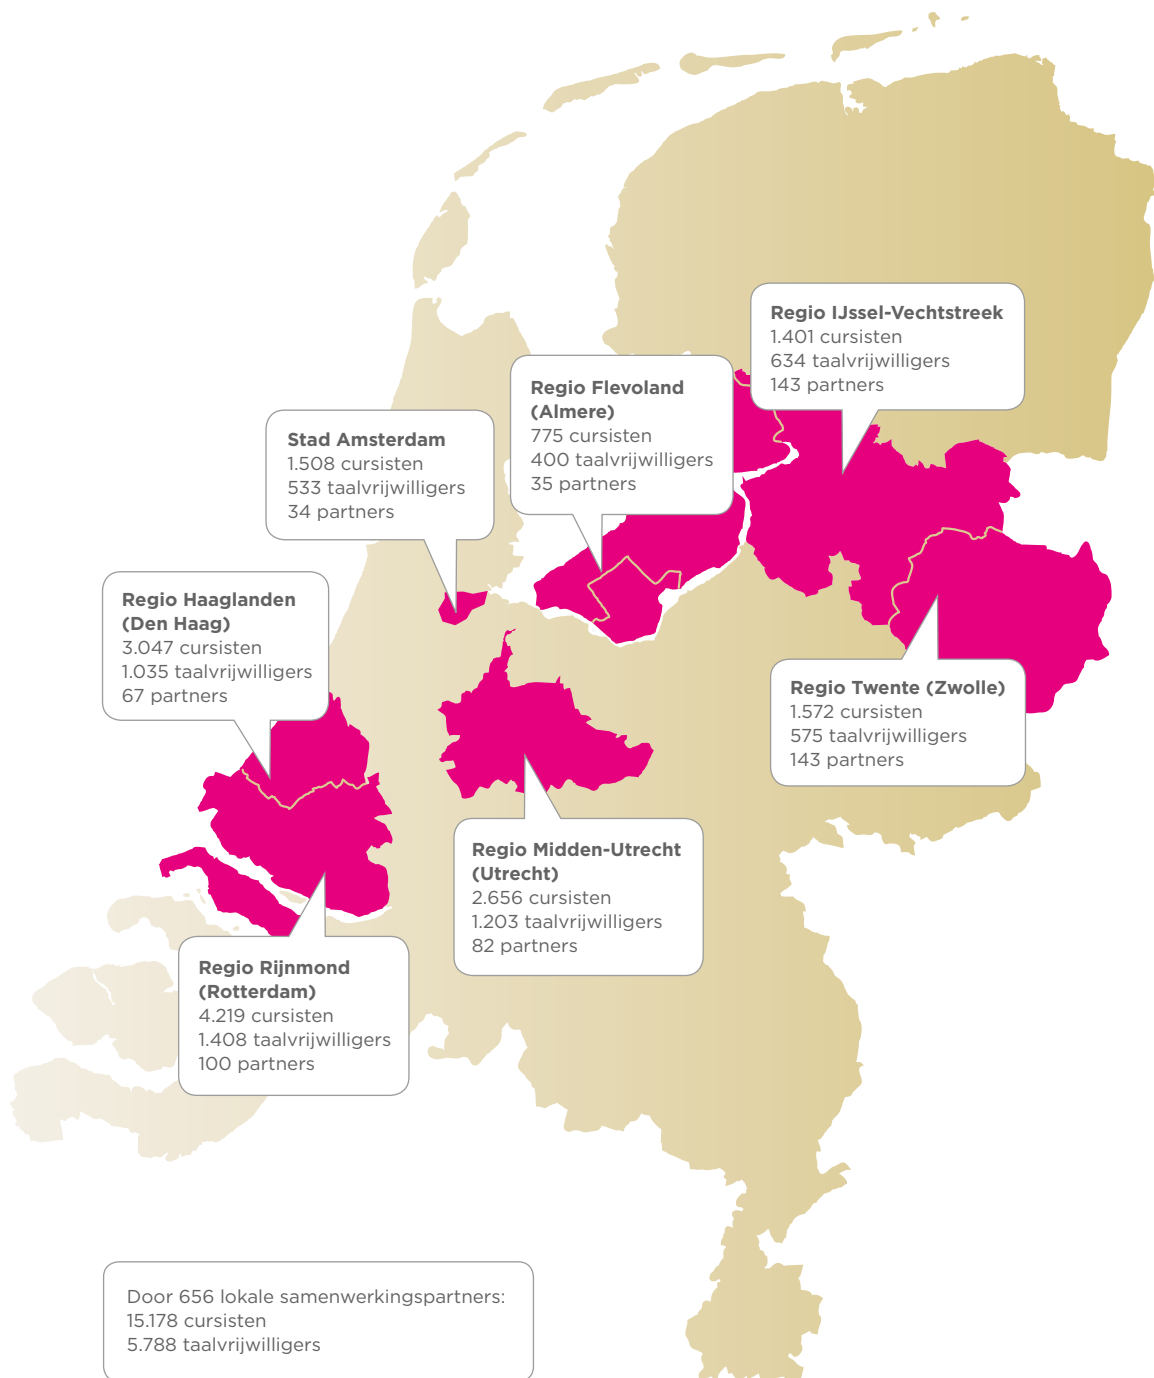 Regio IJssel-Vechtstreek
1.401 cursisten
634 taalvrijwilligers
143 partners
Regio Flevoland
(Almere)
775 cursisten
400 taalvrijwilligers
35 partners
Stad Amsterdam
1.508 cursisten
533 taalvrijwilligers
34 partners
Regio Haaglanden
(Den Haag)
3.047 cursisten
1.035 taalvrijwilligers
67 partners
Regio Twente (Zwolle)
1.572 cursisten
575 taalvrijwilligers
143 partners
Regio Midden-Utrecht
(Utrecht)
2.656 cursisten
1.203 taalvrijwilligers
82 partners
Regio Rijnmond
(Rotterdam)
4.219 cursisten
1.408 taalvrijwilligers
100 partners
Door 656 lokale samenwerkingspartners:
15.178 cursisten
5.788 taalvrijwilligers